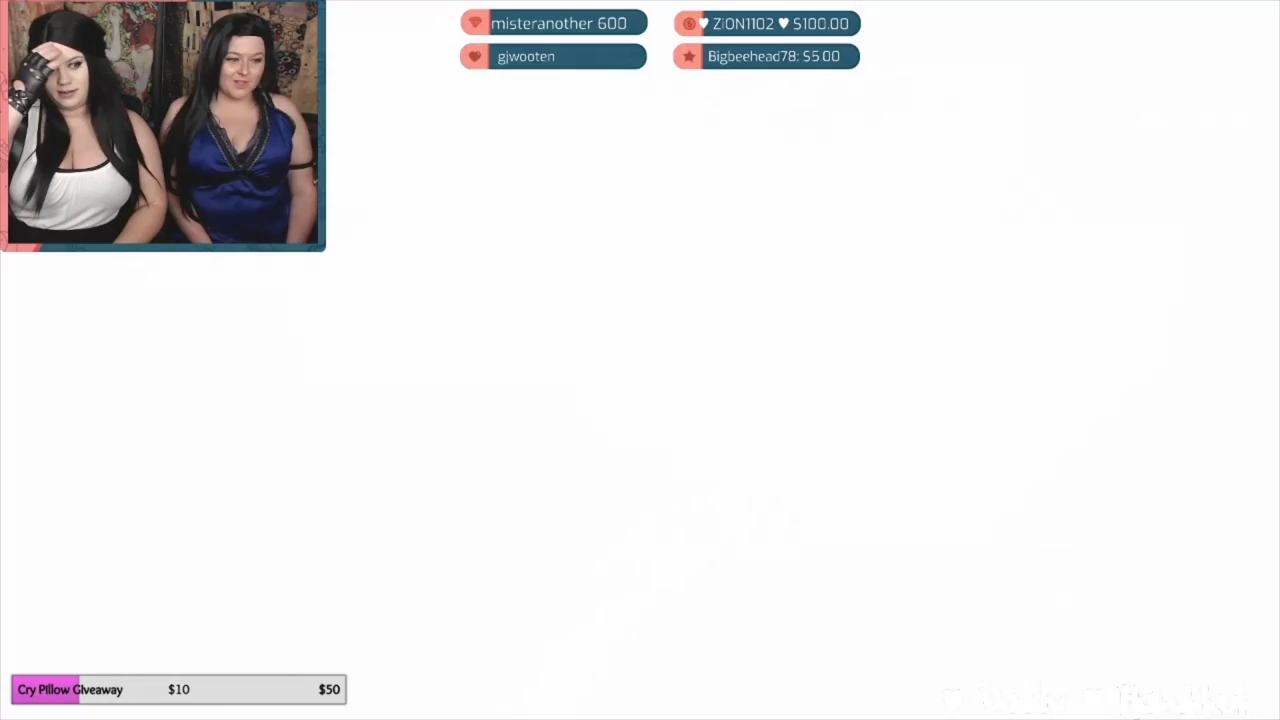 misteranother 600
♥ ZiON1102 ♥ $100.00
gjwooten
Bigbeehead78: $5.00
Cry Pillow Giveaway $10 $50